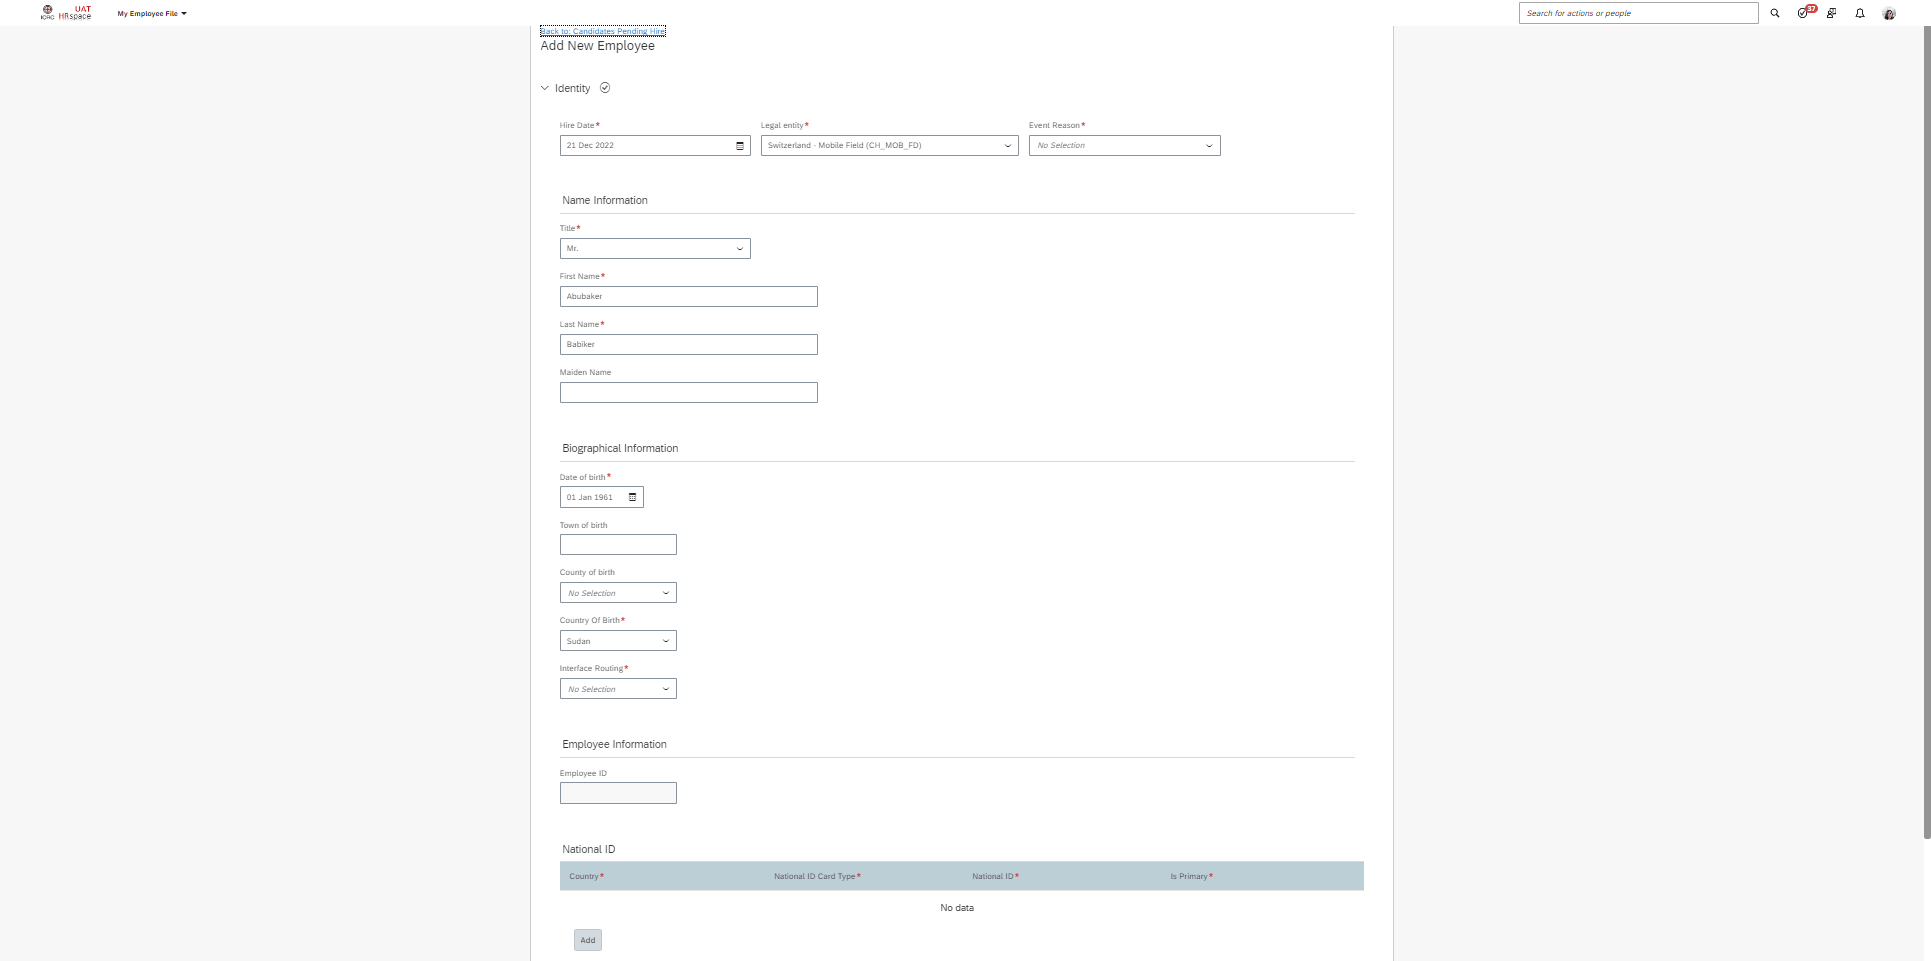 ICRC
UAT
HRspace
My Employee File
Search for actions or people
37
Back to: Candidates Pending Hire
Add New Employee
Identity
Hire Date*
Legal entity*
Event Reason*
21 Dec 2022
Switzerland - Mobile Field (CH_MOB_FD)
No Selection
Name Information
Title*
Mr.
First Name*
Abubaker
Last Name*
Babiker
Maiden Name
Biographical Information
Date of birth*
01 Jan 1961
Town of birth
County of birth
No Selection
Country Of Birth*
Sudan
Interface Routing*
No Selection
Employee Information
Employee ID
National ID
Country*
National ID Card Type*
National ID*
Is Primary*
No data
Add